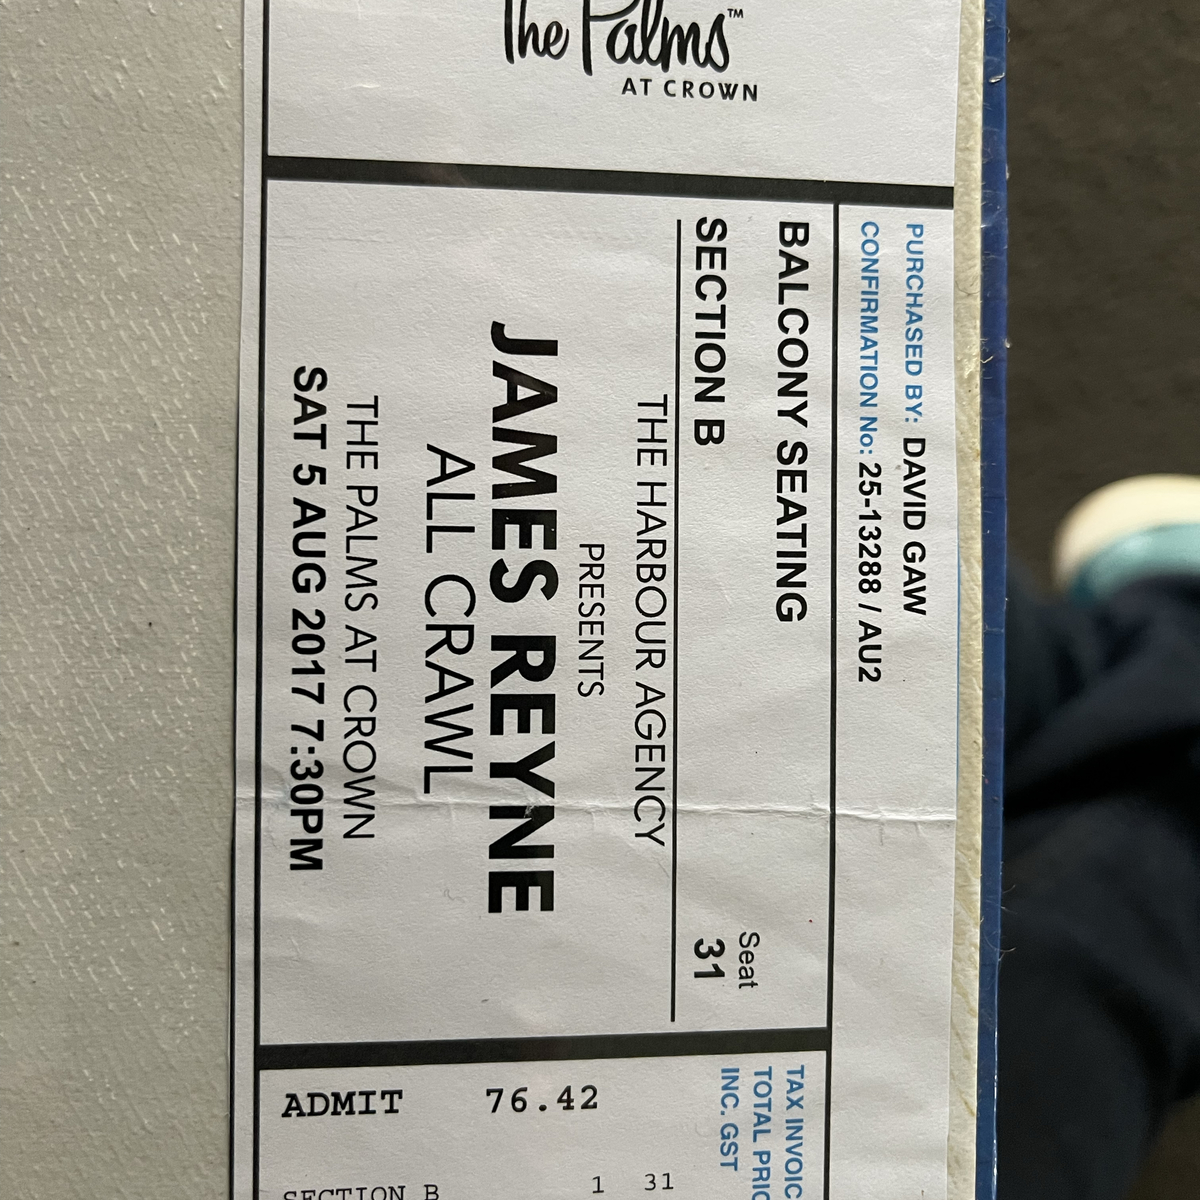 The Palms™
AT CROWN
PURCHASED BY: DAVID GAW
CONFIRMATION No: 25-13288 / AU2
BALCONY SEATING
Seat
SECTION B 31
THE HARBOUR AGENCY
PRESENTS
JAMES REYNE
ALL CRAWL
THE PALMS AT CROWN
SAT 5 AUG 2017 7:30PM
TAX INVOIC
TOTAL PRIC
INC. GST
ADMIT 76.42
SECTION B 1 31